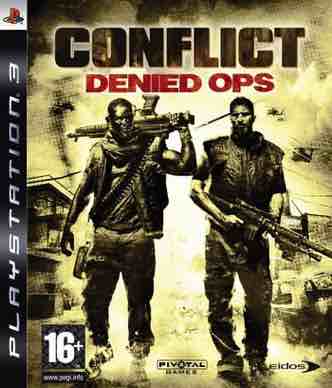 PLAYSTATION 3
CONFLICT
DENIED OPS
16+
www.pegi.info
PIVOTAL
GAMES
eidos